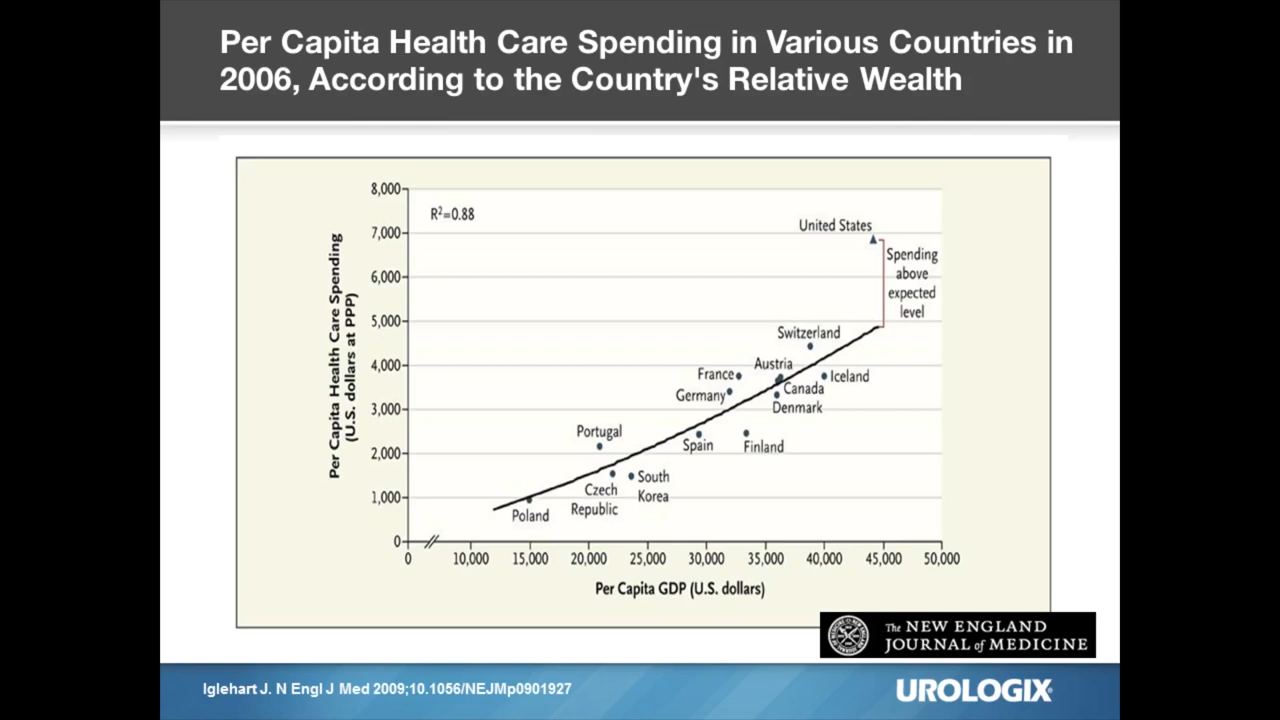 Per Capita Health Care Spending in Various Countries in
2006, According to the Country's Relative Wealth
R²=0.88
Per Capita Health Care Spending
(U.S. dollars at PPP)
8,000
7,000
6,000
5,000
4,000
3,000
2,000
1,000
0
United States
Spending
above
expected
level
Switzerland
Austria
France
Iceland
Germany
Canada
Denmark
Portugal
Spain
Finland
South
Korea
Czech
Republic
Poland
0
10,000
15,000
20,000
25,000
30,000
35,000
40,000
45,000
50,000
Per Capita GDP (U.S. dollars)
The NEW ENGLAND
JOURNAL of MEDICINE
Iglehart J. N Engl J Med 2009;10.1056/NEJMp0901927
UROLOGIX